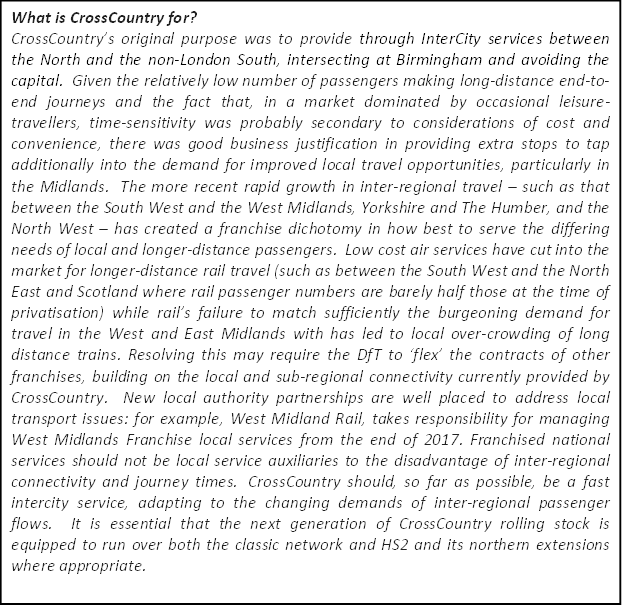 What is CrossCountry for?
CrossCountry’s original purpose was to provide through InterCity services between
the North and the non-London South, intersecting at Birmingham and avoiding the
capital. Given the relatively low number of passengers making long-distance end-to-
end journeys and the fact that, in a market dominated by occasional leisure-
travellers, time-sensitivity was probably secondary to considerations of cost and
convenience, there was good business justification in providing extra stops to tap
additionally into the demand for improved local travel opportunities, particularly in
the Midlands. The more recent rapid growth in inter-regional travel – such as that
between the South West and the West Midlands, Yorkshire and The Humber, and the
North West – has created a franchise dichotomy in how best to serve the differing
needs of local and longer-distance passengers. Low cost air services have cut into the
market for longer-distance rail travel (such as between the South West and the North
East and Scotland where rail passenger numbers are barely half those at the time of
privatisation) while rail’s failure to match sufficiently the burgeoning demand for
travel in the West and East Midlands with has led to local over-crowding of long
distance trains. Resolving this may require the DfT to ‘flex’ the contracts of other
franchises, building on the local and sub-regional connectivity currently provided by
CrossCountry. New local authority partnerships are well placed to address local
transport issues: for example, West Midland Rail, takes responsibility for managing
West Midlands Franchise local services from the end of 2017. Franchised national
services should not be local service auxiliaries to the disadvantage of inter-regional
connectivity and journey times. CrossCountry should, so far as possible, be a fast
intercity service, adapting to the changing demands of inter-regional passenger
flows. It is essential that the next generation of CrossCountry rolling stock is
equipped to run over both the classic network and HS2 and its northern extensions
where appropriate.